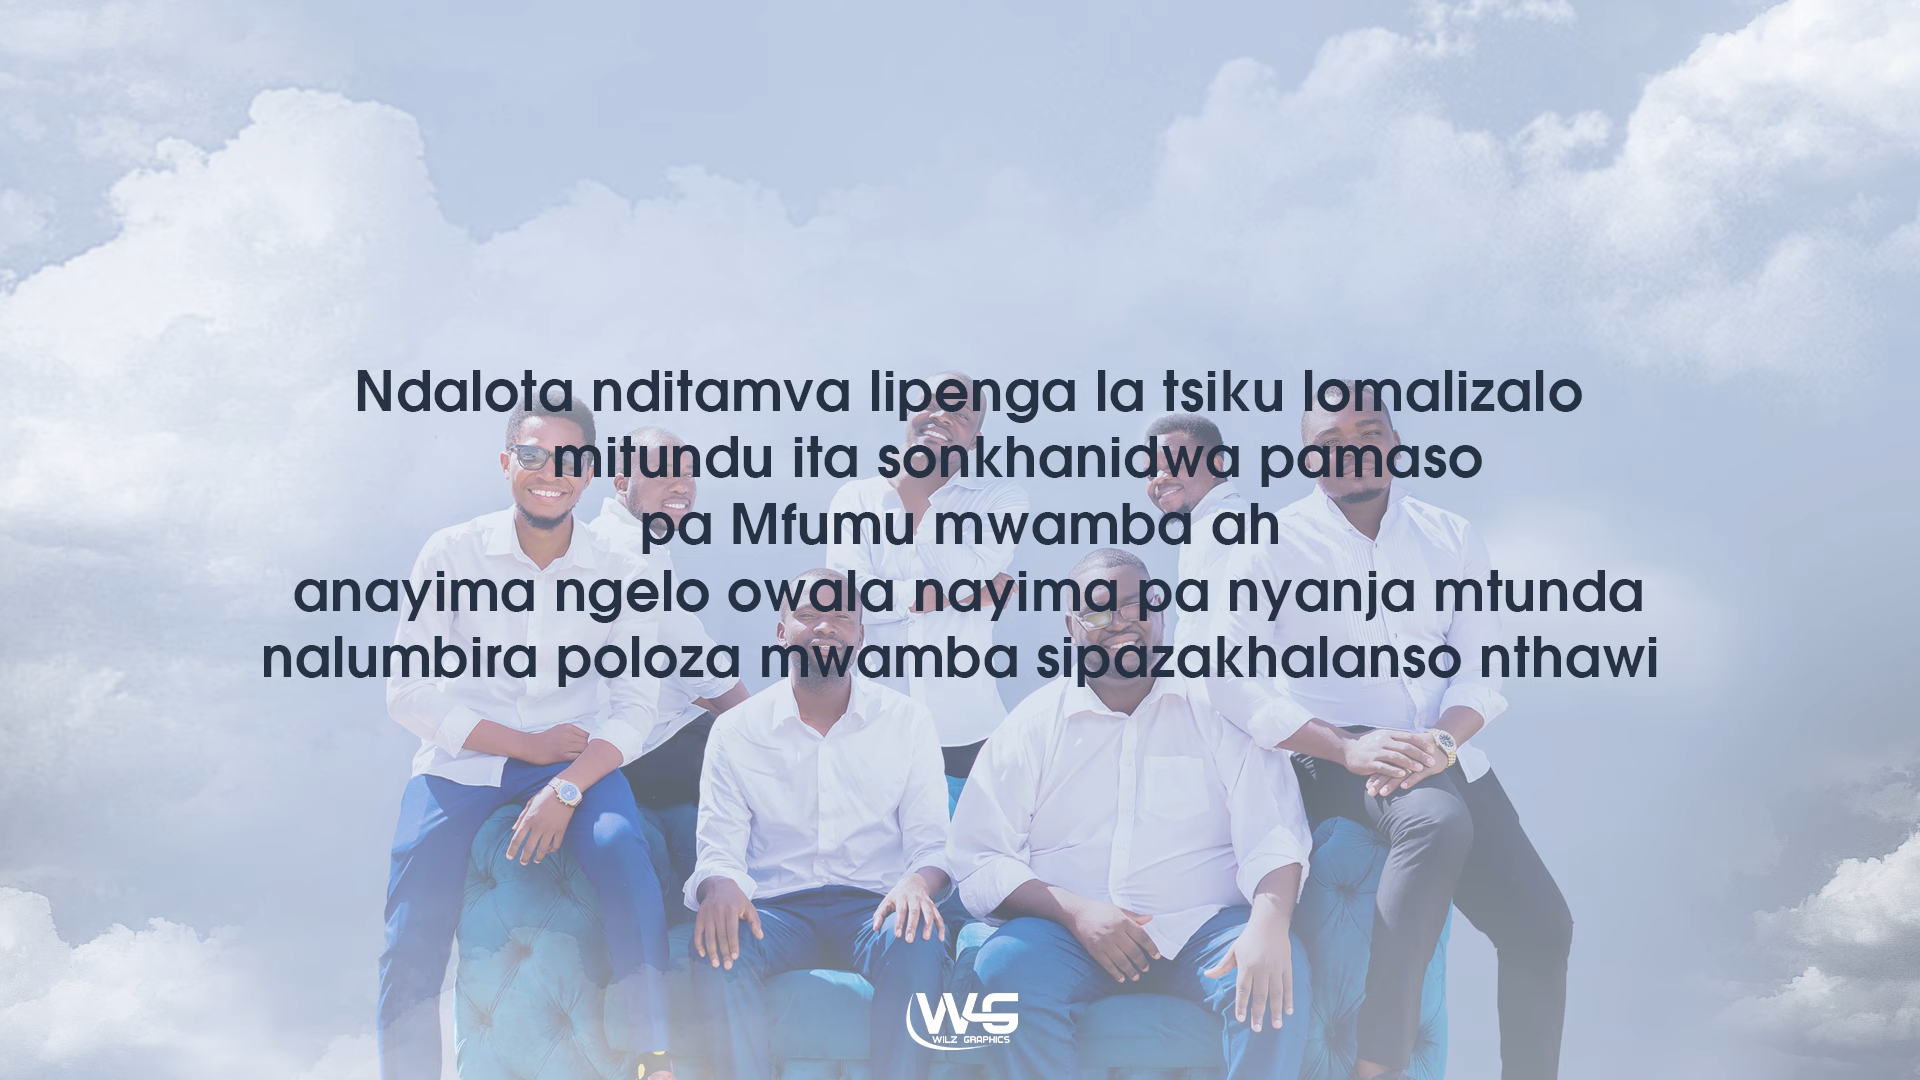 Ndalota nditamva lipenga la tsiku lomalizalo
mitundu ita sonkhanidwa pamaso
pa Mfumu mwamba ah
anayima ngelo owala nayima pa nyanja mtunda
nalumbira poloza mwamba sipazakhalanso nthawi
WS
WILZ GRAPHICS